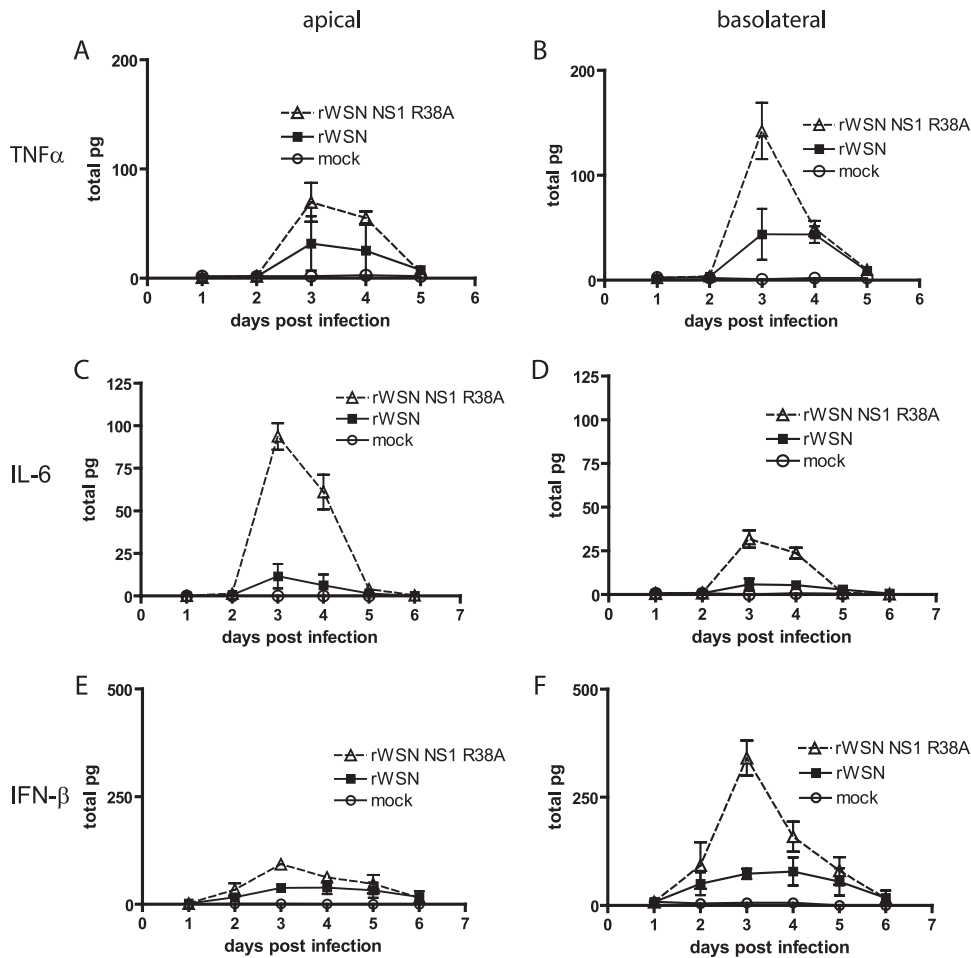 apical
basolateral
TNFα
A
200
100
0
total pg
rWSN NS1 R38A
rWSN
mock
0 1 2 3 4 5 6
days post infection
B
200
100
0
total pg
rWSN NS1 R38A
rWSN
mock
0 1 2 3 4 5 6
days post infection
IL-6
C
125
100
75
50
25
0
total pg
rWSN NS1 R38A
rWSN
mock
0 1 2 3 4 5 6 7
days post infection
D
125
100
75
50
25
0
total pg
rWSN NS1 R38A
rWSN
mock
0 1 2 3 4 5 6 7
days post infection
IFN-β
E
500
250
0
total pg
rWSN NS1 R38A
rWSN
mock
0 1 2 3 4 5 6 7
days post infection
F
500
250
0
total pg
rWSN NS1 R38A
rWSN
mock
0 1 2 3 4 5 6 7
days post infection